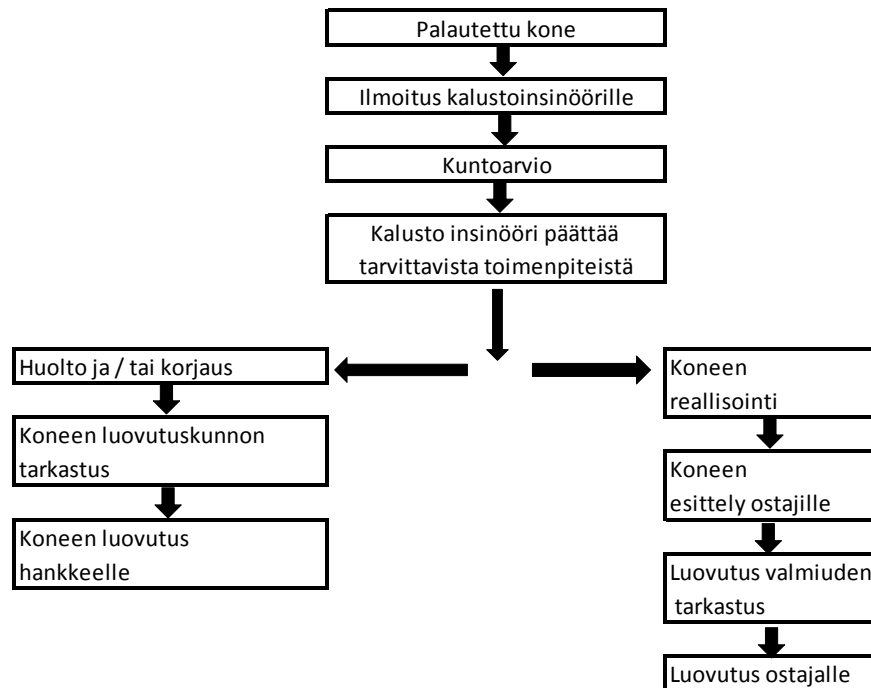 Palautettu kone
Ilmoitus kalustoinsinöörille
Kuntoarvio
Kalusto insinööri päättää
tarvittavista toimenpiteistä
Huolto ja / tai korjaus
Koneen luovutuskunnon
tarkastus
Koneen luovutus
hankkeelle
Koneen
reallisointi
Koneen
esittely ostajille
Luovutus valmiuden
tarkastus
Luovutus ostajalle